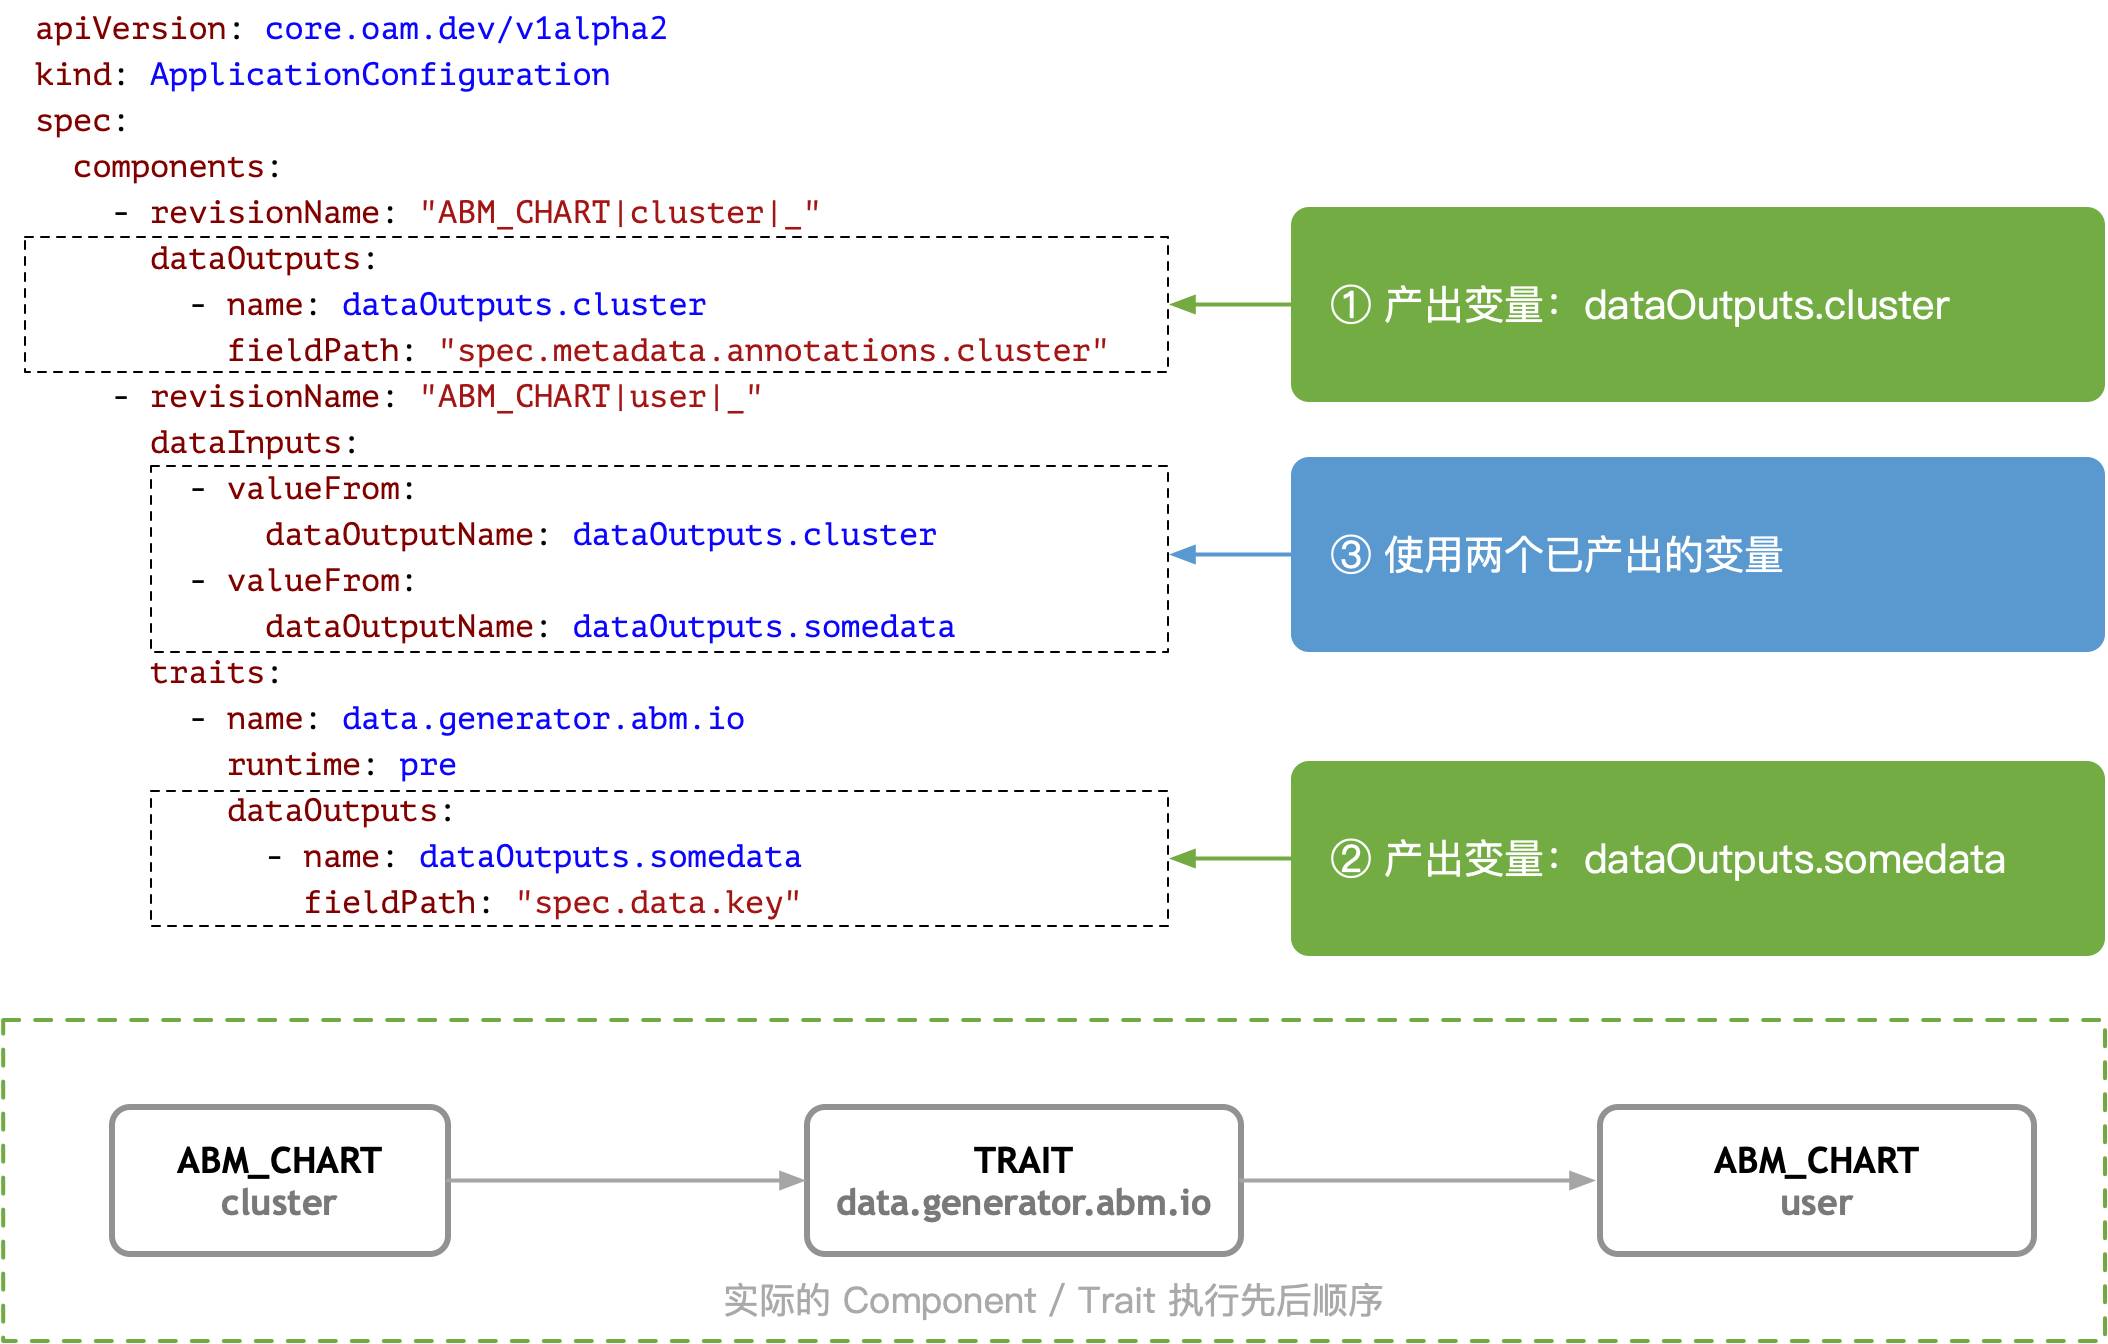 apiVersion: core.oam.dev/v1alpha2
kind: ApplicationConfiguration
spec:
  components:
    - revisionName: "ABM_CHART|cluster|_"
      dataOutputs:
        - name: dataOutputs.cluster
          fieldPath: "spec.metadata.annotations.cluster"
    - revisionName: "ABM_CHART|user|_"
      dataInputs:
        - valueFrom:
            dataOutputName: dataOutputs.cluster
        - valueFrom:
            dataOutputName: dataOutputs.somedata
      traits:
        - name: data.generator.abm.io
          runtime: pre
          dataOutputs:
            - name: dataOutputs.somedata
              fieldPath: "spec.data.key"
① 产出变量：dataOutputs.cluster
③ 使用两个已产出的变量
② 产出变量：dataOutputs.somedata
ABM_CHART
cluster
TRAIT
data.generator.abm.io
ABM_CHART
user
实际的 Component / Trait 执行先后顺序